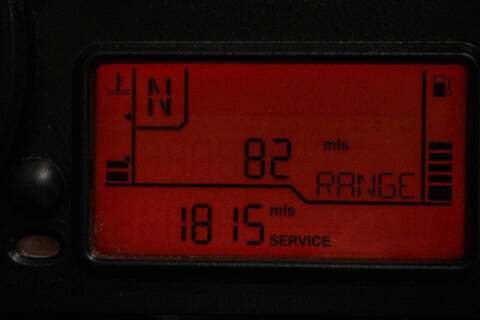 N
82 mls
RANGE
1815 mls
SERVICE